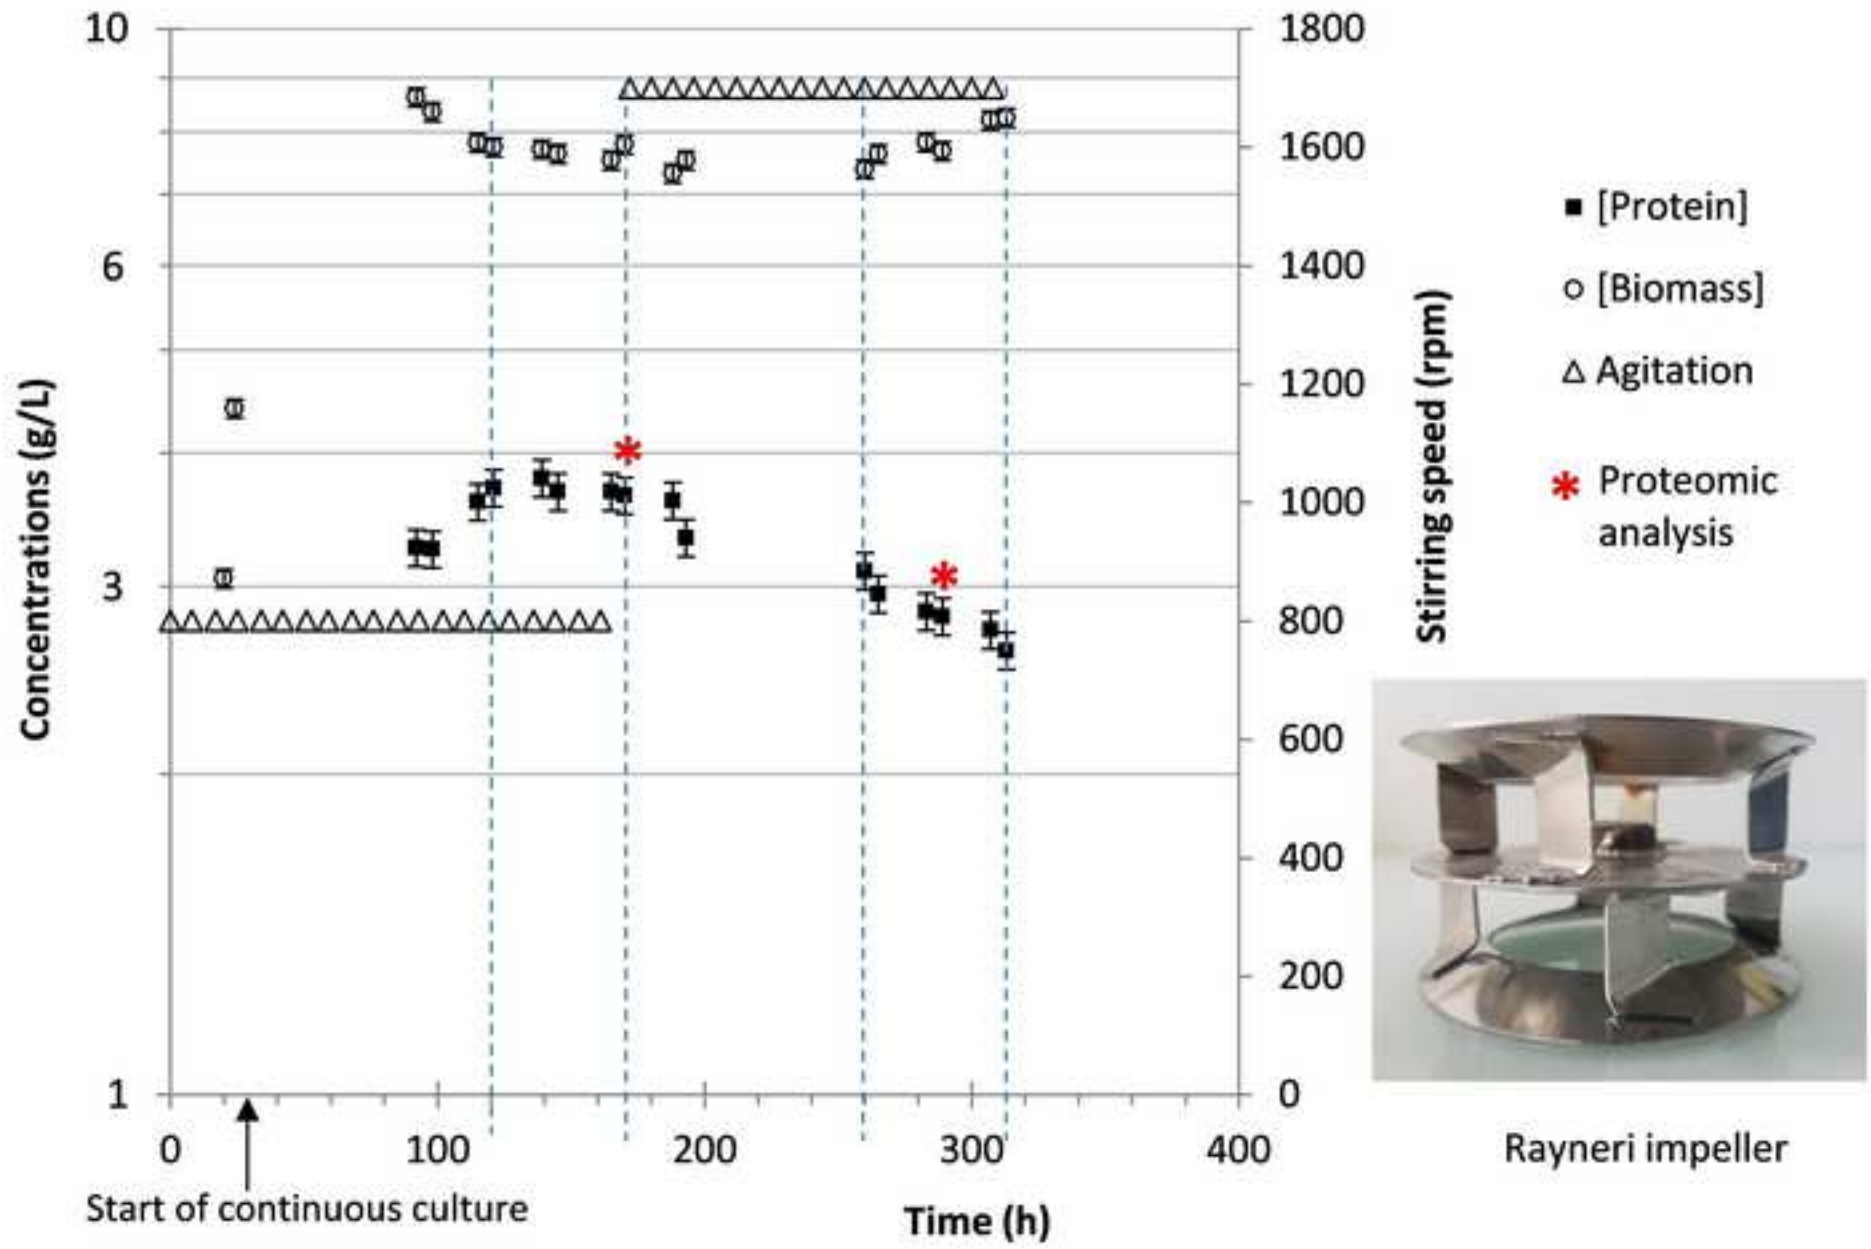 10
6
3
1
Concentrations (g/L)
0
100
200
300
400
Time (h)
Start of continuous culture
1800
1600
1400
1200
1000
800
600
400
200
0
Stirring speed (rpm)
[Protein]
[Biomass]
Agitation
Proteomic
analysis
Rayneri impeller